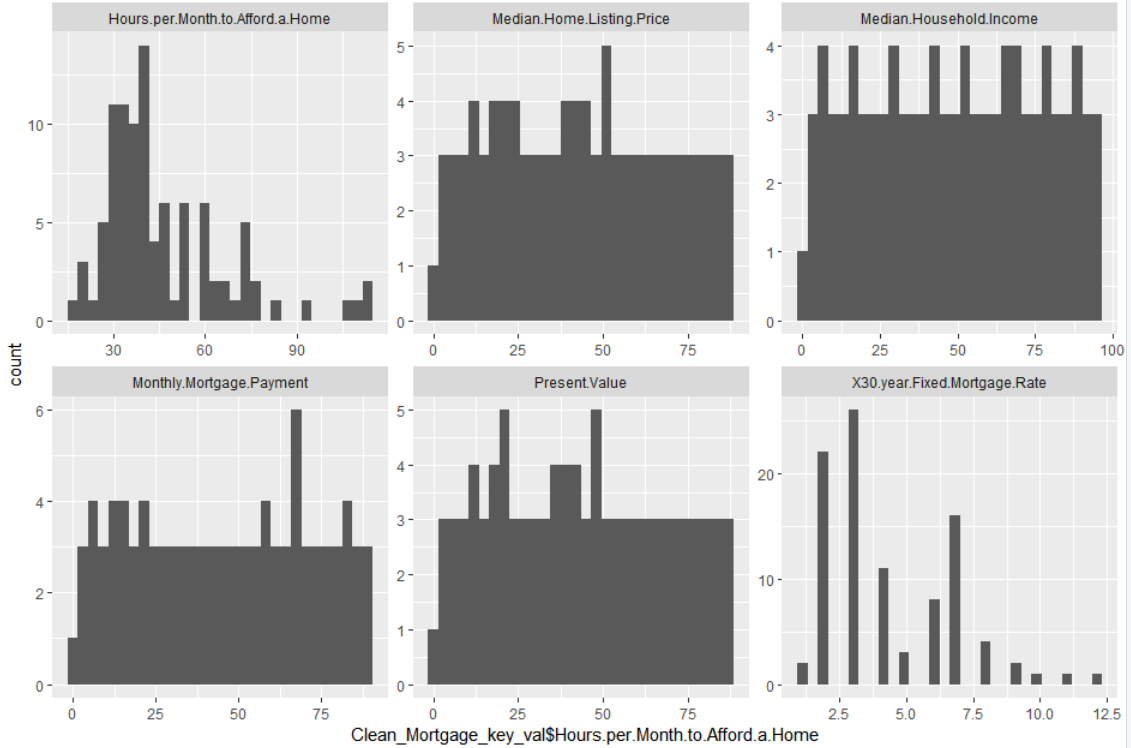 Hours.per.Month.to.Afford.a.Home
Median.Home.Listing.Price
Median.Household.Income
10
5
0
30 60 90
5
4
3
2
1
0
0 25 50 75
4
3
2
1
0
0 25 50 75 100
count
Monthly.Mortgage.Payment
Present.Value
X30.year.Fixed.Mortgage.Rate
6
4
2
0
0 25 50 75
5
4
3
2
1
0
0 25 50 75
20
10
0
2.5 5.0 7.5 10.0 12.5
Clean_Mortgage_key_val$Hours.per.Month.to.Afford.a.Home